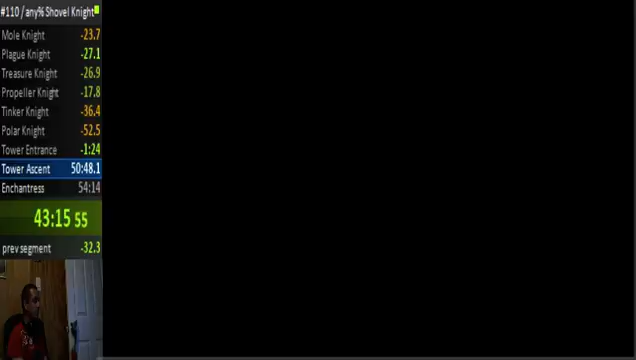 #110 / any% Shovel Knight
Mole Knight -23.7
Plague Knight -27.1
Treasure Knight -26.9
Propeller Knight -17.8
Tinker Knight -36.4
Polar Knight -52.5
Tower Entrance -1:24
Tower Ascent 50:48.1
Enchantress 54:14
43:15 55
prev segment -32.3